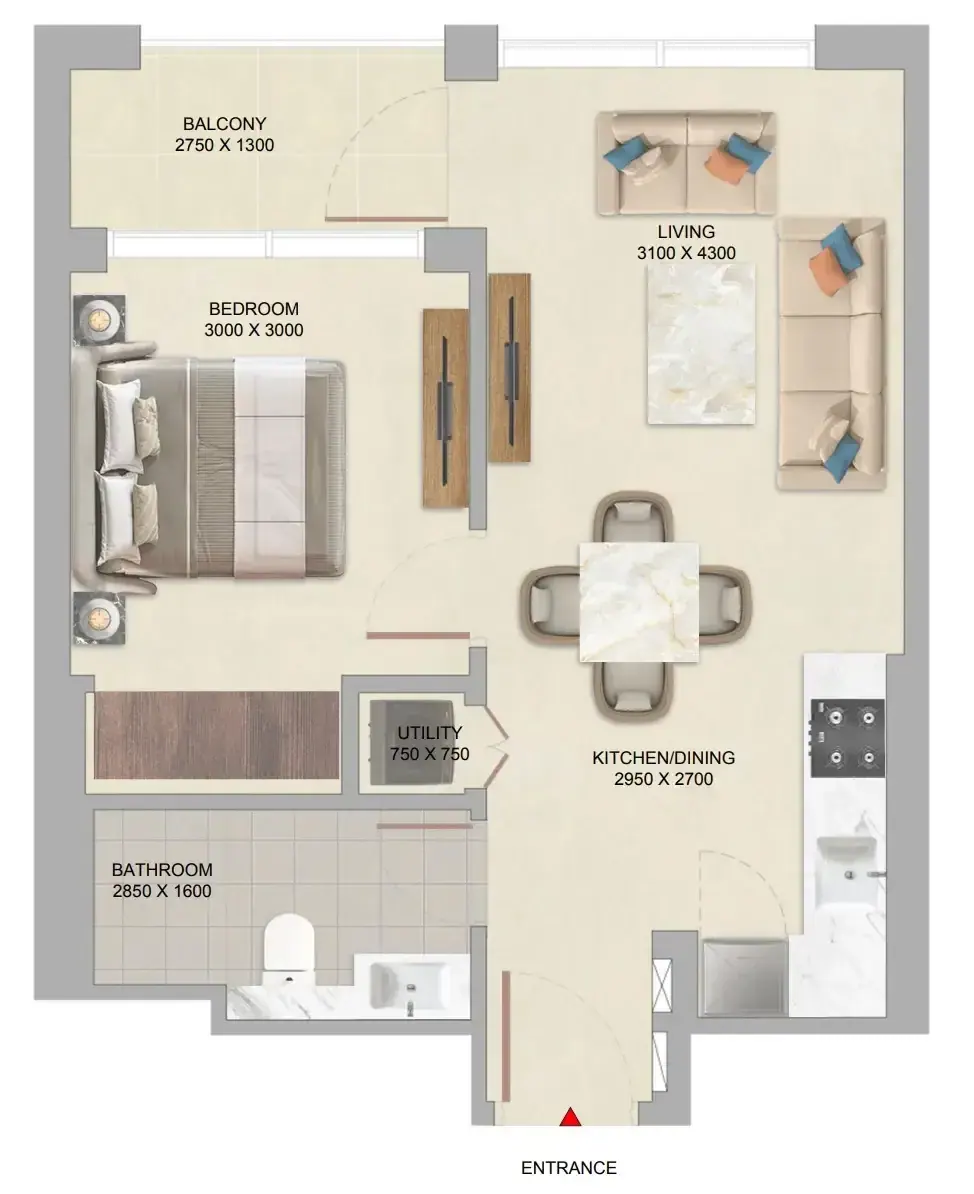 BALCONY
2750 X 1300
LIVING
3100 X 4300
BEDROOM
3000 X 3000
UTILITY
750 X 750
KITCHEN/DINING
2950 X 2700
BATHROOM
2850 X 1600
ENTRANCE